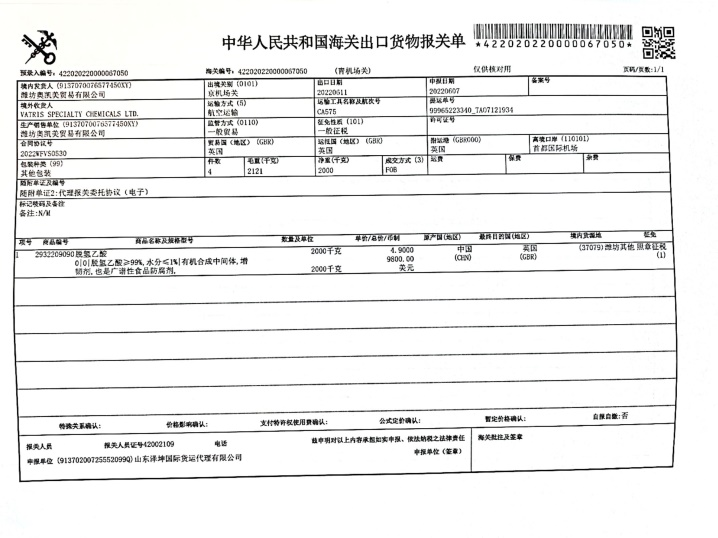 中华人民共和国海关出口货物报关单
*422020220000067050*
预录入编号: 422020220000067050 海关编号: 422020220000067050 (青机场关) 仅供核对用 页码/页数:1/1
境内发货人 (9137070076577450XY) 出境关别 (0101) 出口日期 申报日期 备案号
潍坊奥凯美贸易有限公司 京机场关 20220611 20220607
境外收货人 运输方式 (5) 运输工具名称及航次号 提运单号
VATRIS SPECIALTY CHEMICALS LTD. 航空运输 CA575 99965223340_TAO7121934
生产销售单位 (9137070076577450XY) 监管方式 (0110) 征免性质 (101) 许可证号
潍坊奥凯美贸易有限公司 一般贸易 一般征税
合同协议号 贸易国(地区) (GBR) 运抵国(地区) (GBR) 指运港 (GBR000) 离境口岸 (110101)
2022WFVS0530 英国 英国 英国 首都国际机场
包装种类 (99) 件数 毛重(千克) 净重(千克) 成交方式 (3) 运费 保费 杂费
其他包装 4 2121 2000 FOB
随附单证及编号
随附单证2:代理报关委托协议(电子)
标记唛码及备注
备注:N/M
项号 商品编号 商品名称及规格型号 数量及单位 单价/总价/币制 原产国(地区) 最终目的国(地区) 境内货源地 征免
1 2932209090 脱氢乙酸 2000千克 4.9000 中国 英国 (37079)潍坊其他 照章征税
0|0|脱氢乙酸≥99%,水分≤1%|有机合成中间体,增 9800.00 (CHN) (GBR) (1)
韧剂,也是广谱性食品防腐剂, 2000千克 美元
特殊关系确认: 价格影响确认: 支付特许权使用费确认: 公式定价确认: 暂定价格确认: 自报自缴:否
报关人员 报关人员证号42002109 电话 兹申明对以上内容承担如实申报、依法纳税之法律责任 海关批注及签章
申报单位 (91370200725552099Q)山东泽坤国际货运代理有限公司 申报单位(签章)